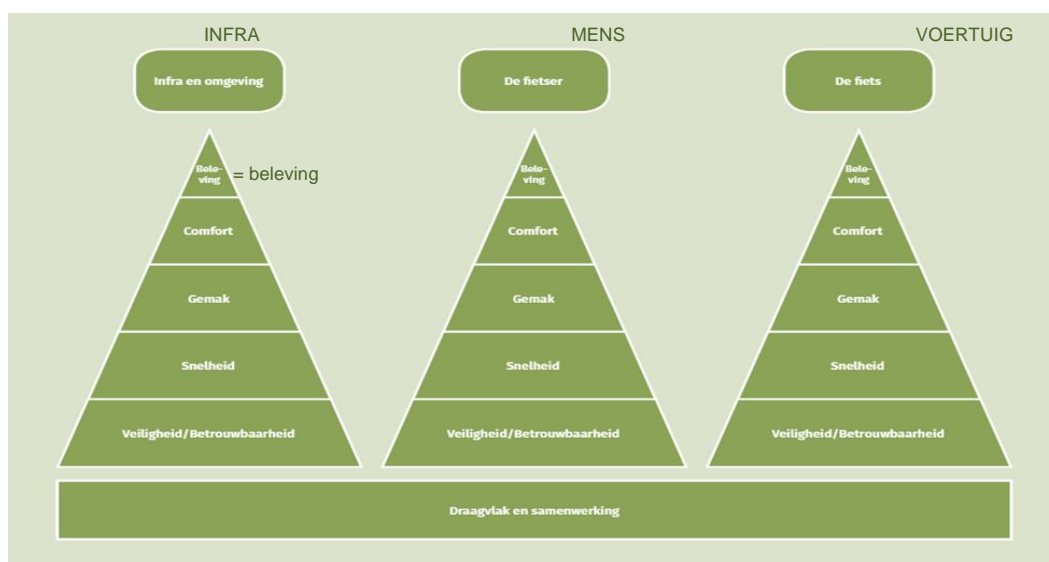 INFRA MENS VOERTUIG
Infra en omgeving De fietser De fiets
Bele-
ving
= beleving
Bele-
ving
Bele-
ving
Comfort Comfort Comfort
Gemak Gemak Gemak
Snelheid Snelheid Snelheid
Veiligheid/Betrouwbaarheid Veiligheid/Betrouwbaarheid Veiligheid/Betrouwbaarheid
Draagvlak en samenwerking